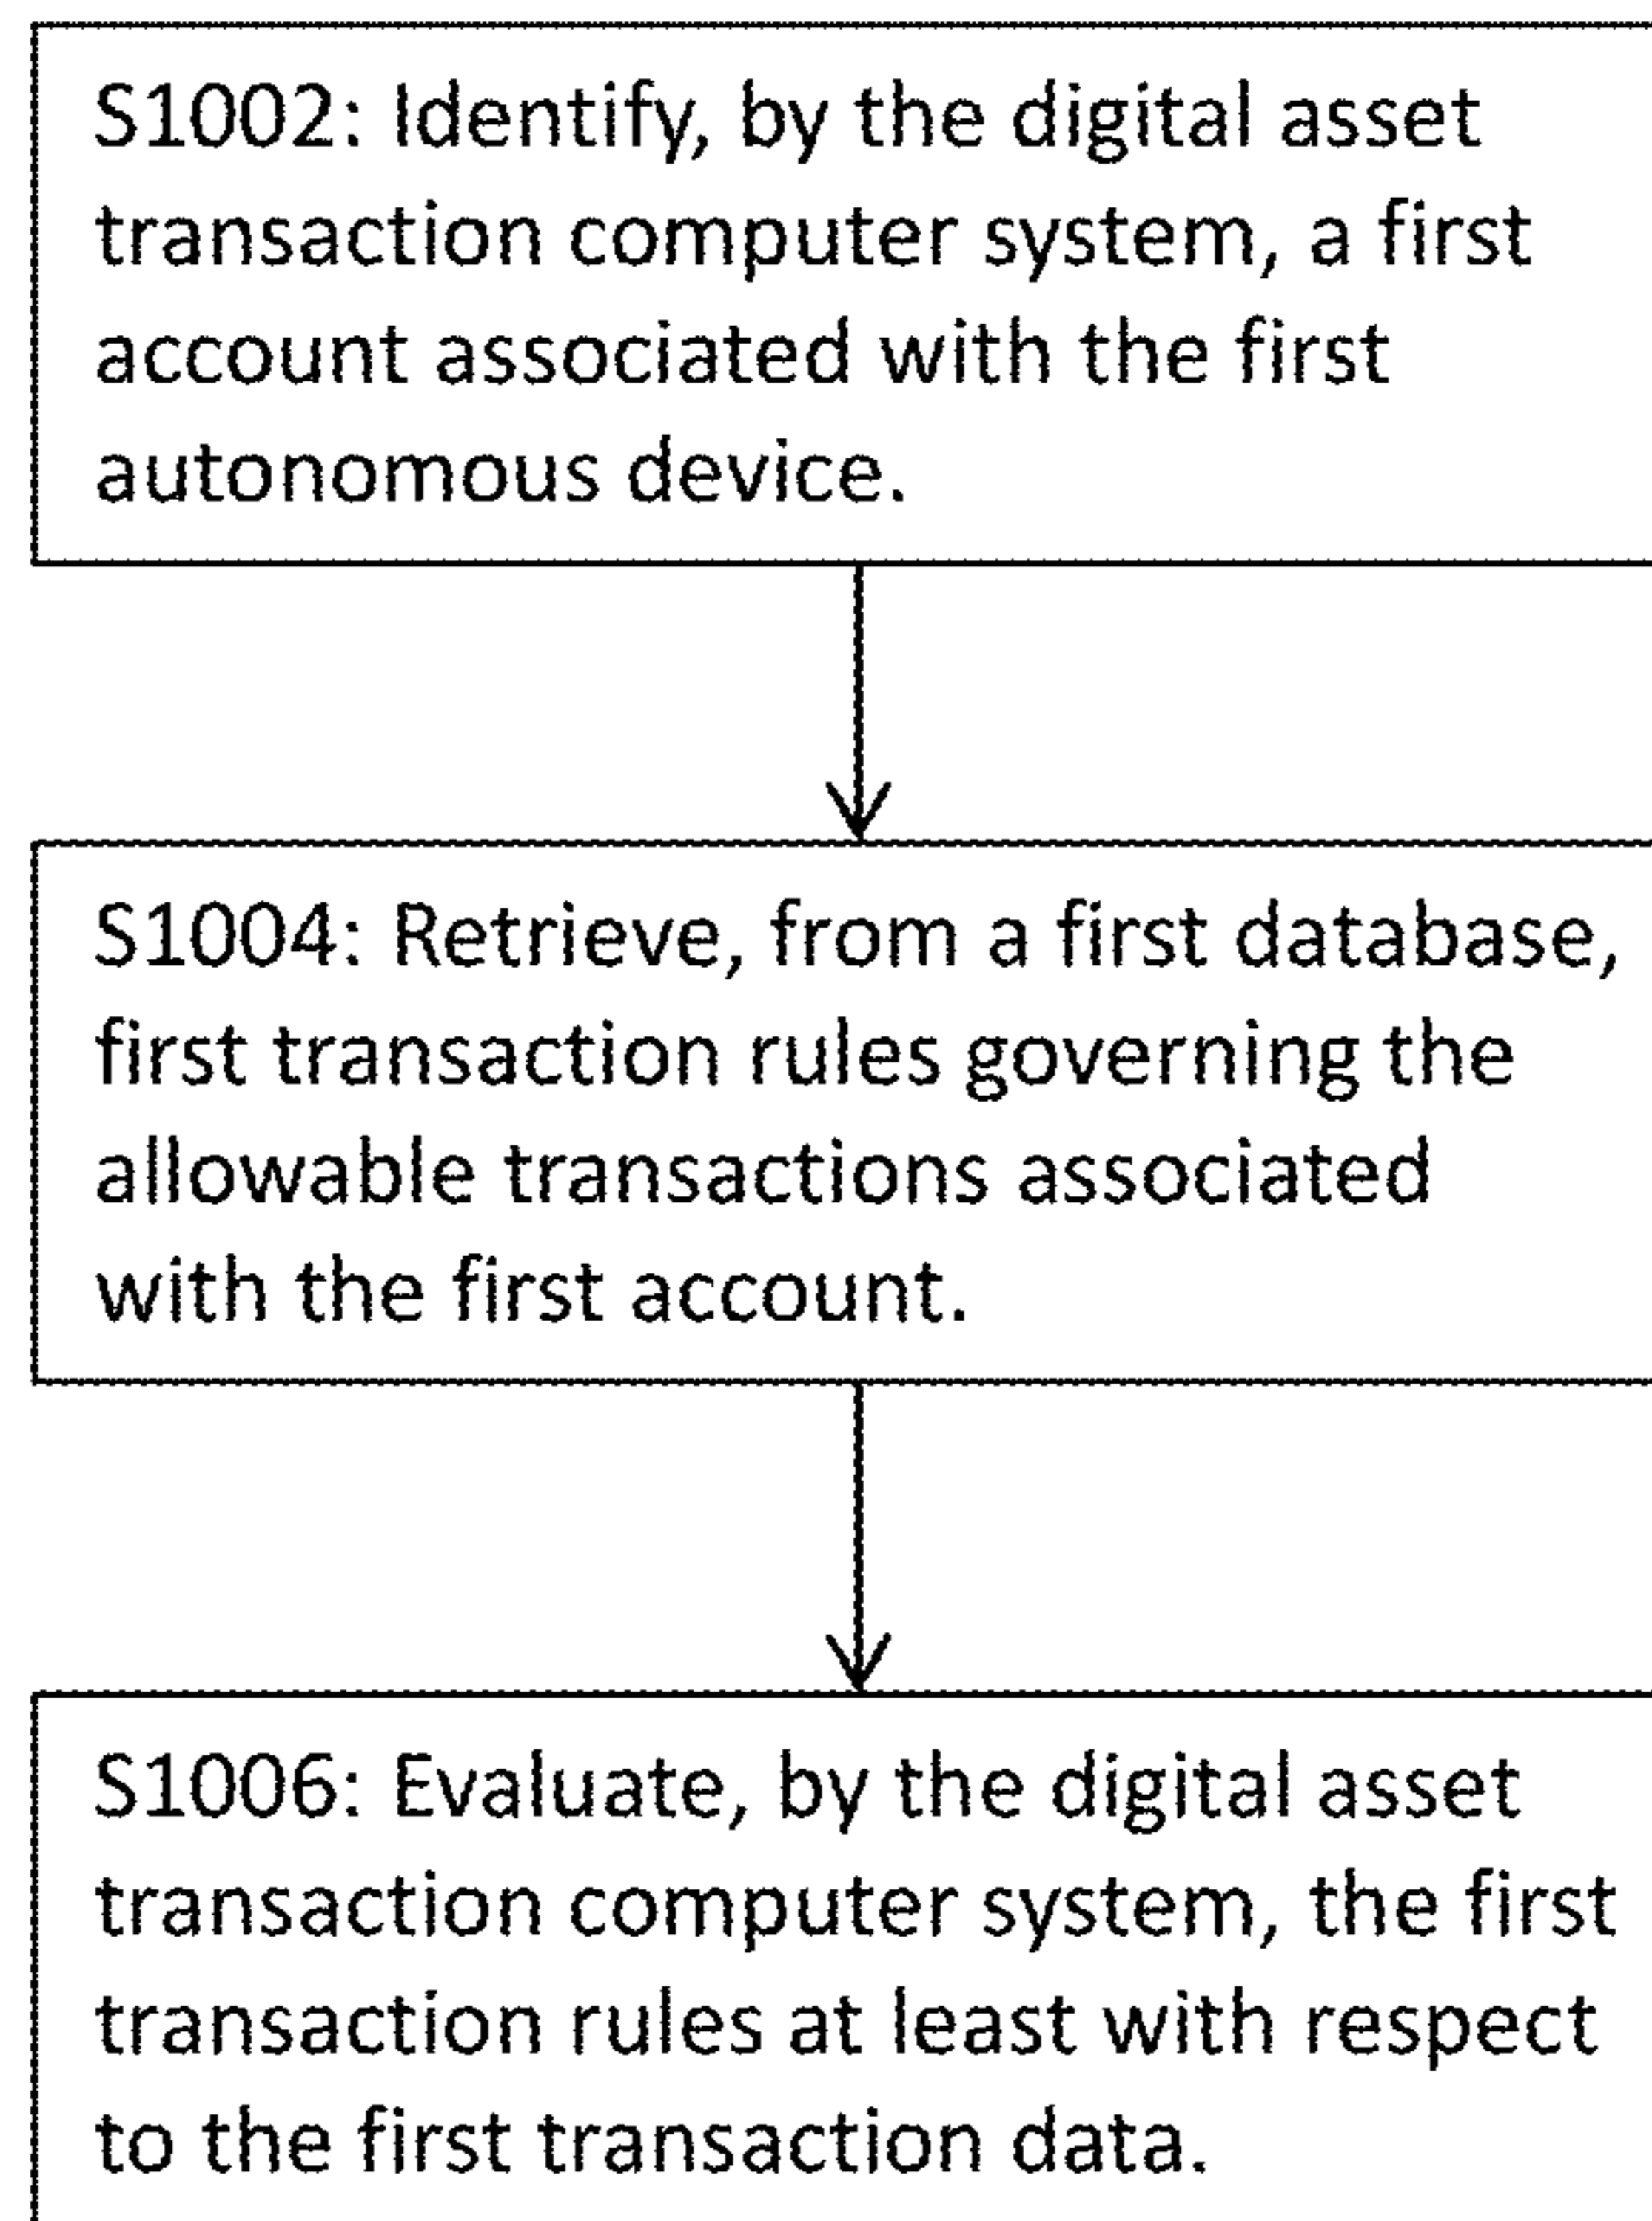 S1002: Identify, by the digital asset
transaction computer system, a first
account associated with the first
autonomous device.
S1004: Retrieve, from a first database,
first transaction rules governing the
allowable transactions associated
with the first account.
S1006: Evaluate, by the digital asset
transaction computer system, the first
transaction rules at least with respect
to the first transaction data.